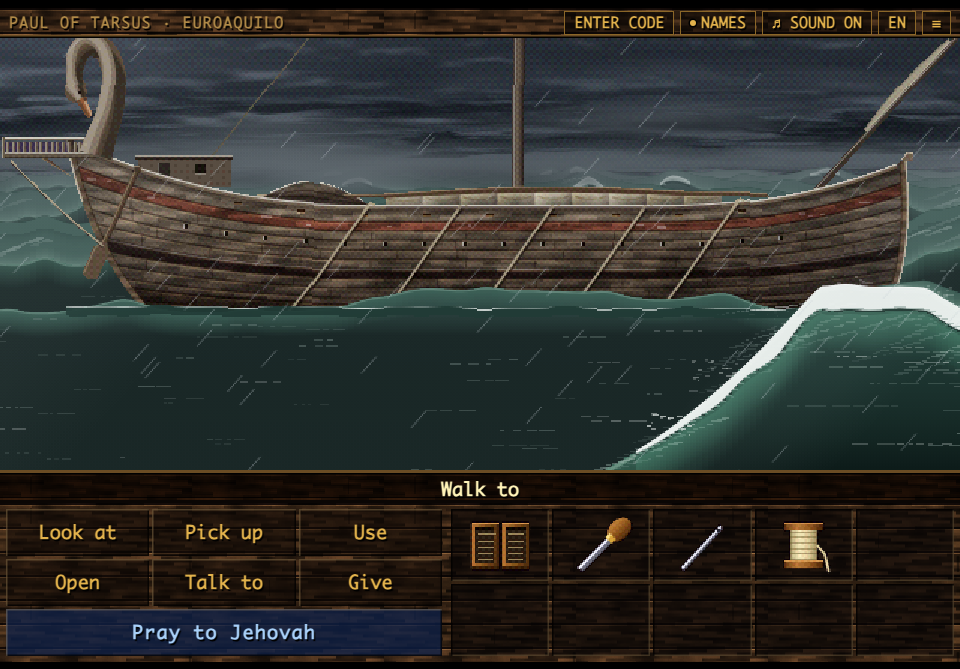 PAUL OF TARSUS · EUROAQUILO
ENTER CODE
● NAMES
♬ SOUND ON
EN
≡
Walk to
Look at
Pick up
Use
Open
Talk to
Give
Pray to Jehovah